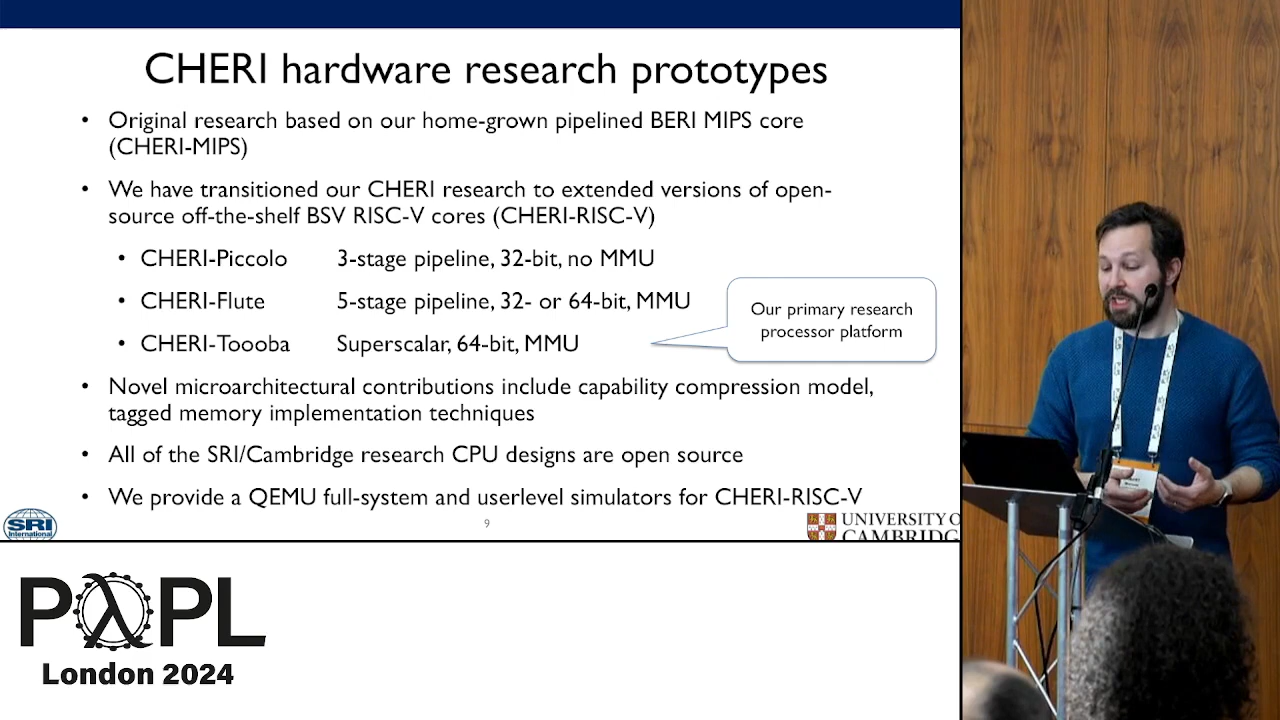 CHERI hardware research prototypes
• Original research based on our home-grown pipelined BERI MIPS core
(CHERI-MIPS)
• We have transitioned our CHERI research to extended versions of open-
source off-the-shelf BSV RISC-V cores (CHERI-RISC-V)
• CHERI-Piccolo 3-stage pipeline, 32-bit, no MMU
• CHERI-Flute 5-stage pipeline, 32- or 64-bit, MMU
• CHERI-Toooba Superscalar, 64-bit, MMU
Our primary research
processor platform
• Novel microarchitectural contributions include capability compression model,
tagged memory implementation techniques
• All of the SRI/Cambridge research CPU designs are open source
• We provide a QEMU full-system and userlevel simulators for CHERI-RISC-V
SRI
International
9
UNIVERSITY O
CAMBRIDG
PλPL
London 2024